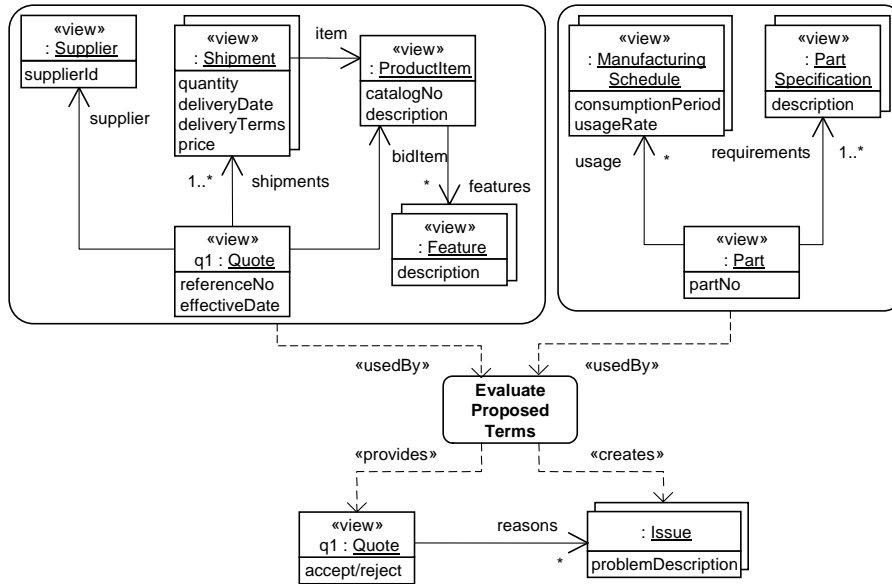 «view»
: Supplier
supplierId
supplier
«view»
: Shipment
quantity
deliveryDate
deliveryTerms
price
item
«view»
: ProductItem
catalogNo
description
bidItem
1..*
shipments
*
features
«view»
q1 : Quote
referenceNo
effectiveDate
«view»
: Feature
description
«view»
: Manufacturing
Schedule
consumptionPeriod
usageRate
«view»
: Part
Specification
description
usage
*
requirements
1..*
«view»
: Part
partNo
«usedBy»
«usedBy»
Evaluate
Proposed
Terms
«provides»
«creates»
«view»
q1 : Quote
accept/reject
reasons
*
: Issue
problemDescription